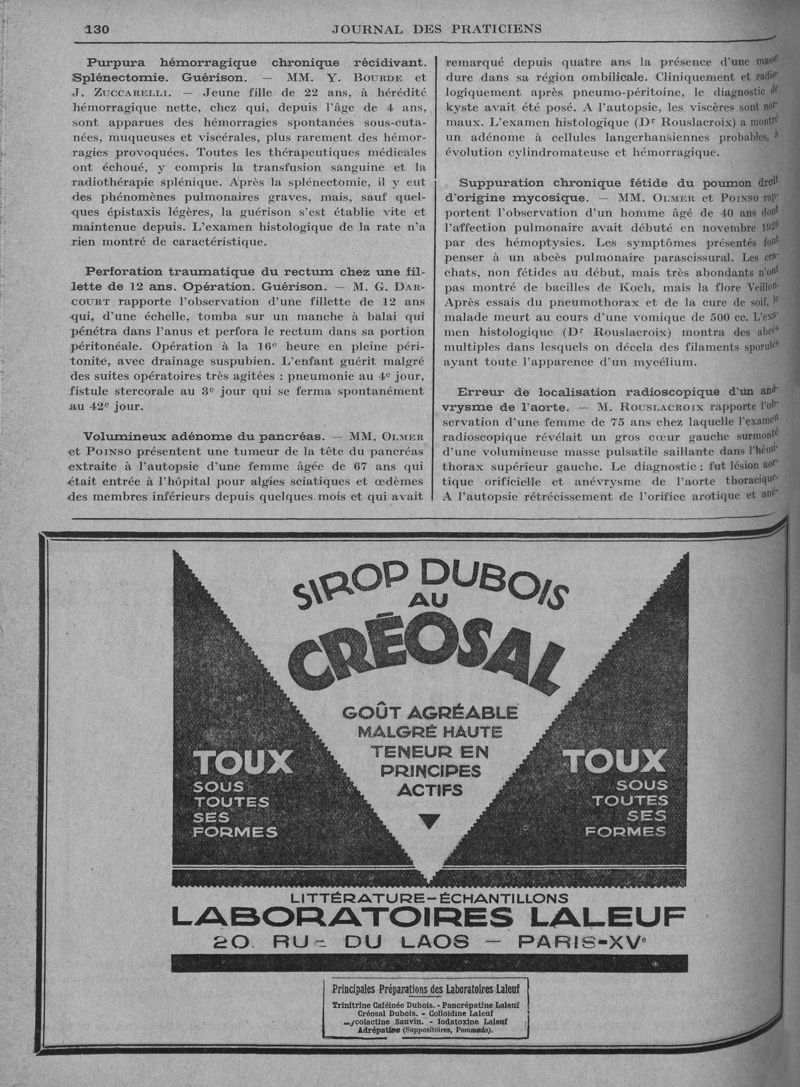 130
JOURNAL DES PRATICIENS
Purpura hémorragique chronique récidivant.
Splénectomie. Guérison. — MM. Y. BOURDE et
J. ZUCCARELLI. — Jeune fille de 22 ans, à hérédité
hémorragique nette, chez qui, depuis l'âge de 4 ans,
sont apparues des hémorragies spontanées sous-cuta-
nées, muqueuses et viscérales, plus rarement des hémor-
ragies provoquées. Toutes les thérapeutiques médicales
ont échoué, y compris la transfusion sanguine et la
radiothérapie splénique. Après la splénectomie, il y eut
des phénomènes pulmonaires graves, mais, sauf quel-
ques épistaxis légères, la guérison s'est établie vite et
maintenue depuis. L'examen histologique de la rate n'a
rien montré de caractéristique.
Perforation traumatique du rectum chez une fil-
lette de 12 ans. Opération. Guérison. — M. G. DAR-
COURT rapporte l'observation d'une fillette de 12 ans
qui, d'une échelle, tomba sur un manche à balai qui
pénétra dans l'anus et perfora le rectum dans sa portion
péritonéale. Opération à la 16e heure en pleine péri-
tonite, avec drainage suspubien. L'enfant guérit malgré
des suites opératoires très agitées : pneumonie au 4e jour,
fistule stercorale au 3e jour qui se ferma spontanément
au 42e jour.
Volumineux adénome du pancréas. — MM. OLMER
et POINSO présentent une tumeur de la tête du pancréas
extraite à l'autopsie d'une femme âgée de 67 ans qui
était entrée à l'hôpital pour algies sciatiques et œdèmes
des membres inférieurs depuis quelques mois et qui avait
remarqué depuis quatre ans la présence d'une masse
dure dans sa région ombilicale. Cliniquement et radio-
logiquement après pneumo-péritoine, le diagnostic de
kyste avait été posé. A l'autopsie, les viscères sont nor-
maux. L'examen histologique (Dr Rouslacroix) a montré
un adénome à cellules langerhansiennes probables, à
évolution cylindromateuse et hémorragique.
Suppuration chronique fétide du poumon droit
d'origine mycosique. — MM. OLMER et POINSO rap-
portent l'observation d'un homme âgé de 40 ans dont
l'affection pulmonaire avait débuté en novembre 1926
par des hémoptysies. Les symptômes présentés font
penser à un abcès pulmonaire parascissural. Les cra-
chats, non fétides au début, mais très abondants n'ont
pas montré de bacilles de Koch, mais la flore Veillon.
Après essais du pneumothorax et de la cure de soif, le
malade meurt au cours d'une vomique de 500 cc. L'exa-
men histologique (Dr Rouslacroix) montra des abcès
multiples dans lesquels on décela des filaments sporulés
ayant toute l'apparence d'un mycélium.
Erreur de localisation radioscopique d'un ané-
vrysme de l'aorte. — M. ROUSLACROIX rapporte l'ob-
servation d'une femme de 75 ans chez laquelle l'examen
radioscopique révélait un gros cœur gauche surmonté
d'une volumineuse masse pulsatile saillante dans l'hémi-
thorax supérieur gauche. Le diagnostic : fut lésion aor-
tique orificielle et anévrysme de l'aorte thoracique.
A l'autopsie rétrécissement de l'orifice arotique et ané-
SIROP DUBOIS
AU
CRÉOSAL
GOÛT AGRÉABLE
MALGRÉ HAUTE
TENEUR EN
PRINCIPES
ACTIFS
TOUX
SOUS
TOUTES
SES
FORMES
TOUX
SOUS
TOUTES
SES
FORMES
LITTÉRATURE-ÉCHANTILLONS
LABORATOIRES LALEUF
20. RUE DU LAOS — PARIS-XVe
Principales Préparations des Laboratoires Laleuf
Trinitrine Caféinée Dubois. - Pancrépatine Laleuf
Créosal Dubois. - Colloïdine Laleuf
colactine Sauvin. - Iodatoxine Laleuf
Adrépatine (Suppositoires, Pommade).